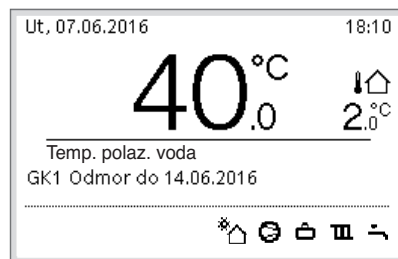 Ut, 07.06.2016 18:10
40.0 °C
2.0 °C
Temp. polaz. voda
GK1 Odmor do 14.06.2016